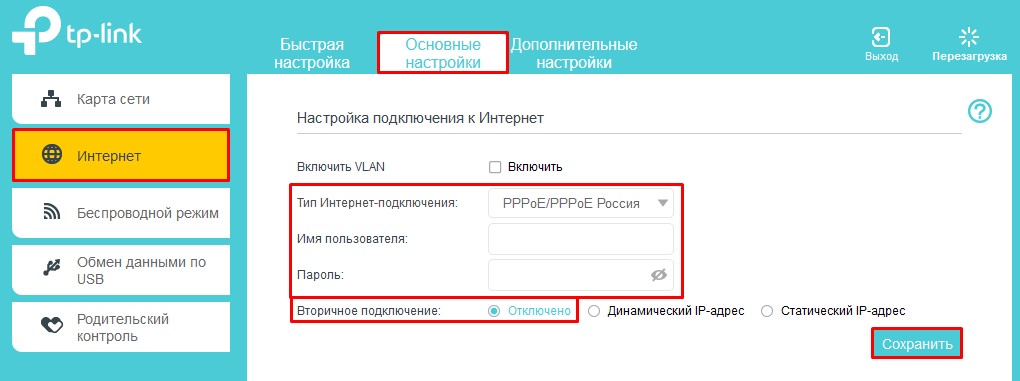 tp-link
Быстрая настройка
Основные настройки
Дополнительные настройки
Выход
Перезагрузка
Карта сети
Интернет
Беспроводной режим
Обмен данными по
USB
Родительский
контроль
Настройка подключения к Интернет
?
Включить VLAN
Включить
Тип Интернет-подключения:
PPPoE/PPPoE Россия
Имя пользователя:
Пароль:
Вторичное подключение:
Отключено
Динамический IP-адрес
Статический IP-адрес
Сохранить